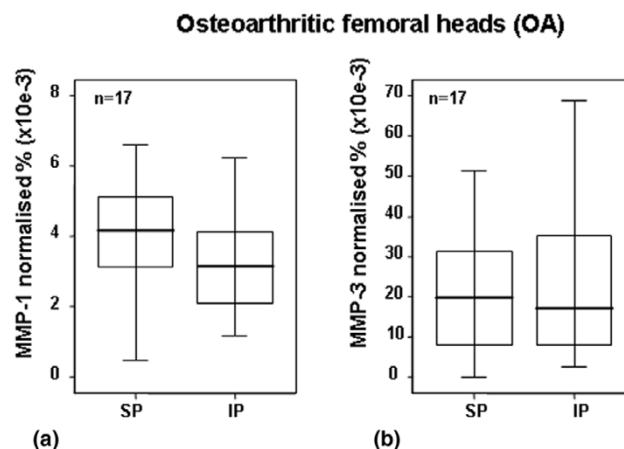 Osteoarthritic femoral heads (OA)
MMP-1 normalised % (x10e-3)
8
6
4
2
0
n=17
SP IP
(a)
MMP-3 normalised % (x10e-3)
70
60
50
40
30
20
10
0
n=17
SP IP
(b)